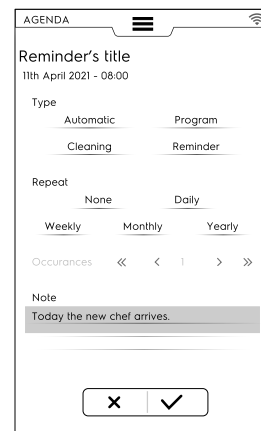 AGENDA
Reminder's title
11th April 2021 - 08:00
Type
Automatic Program
Cleaning Reminder
Repeat
None Daily
Weekly Monthly Yearly
Occurances « < 1 > »
Note
Today the new chef arrives.